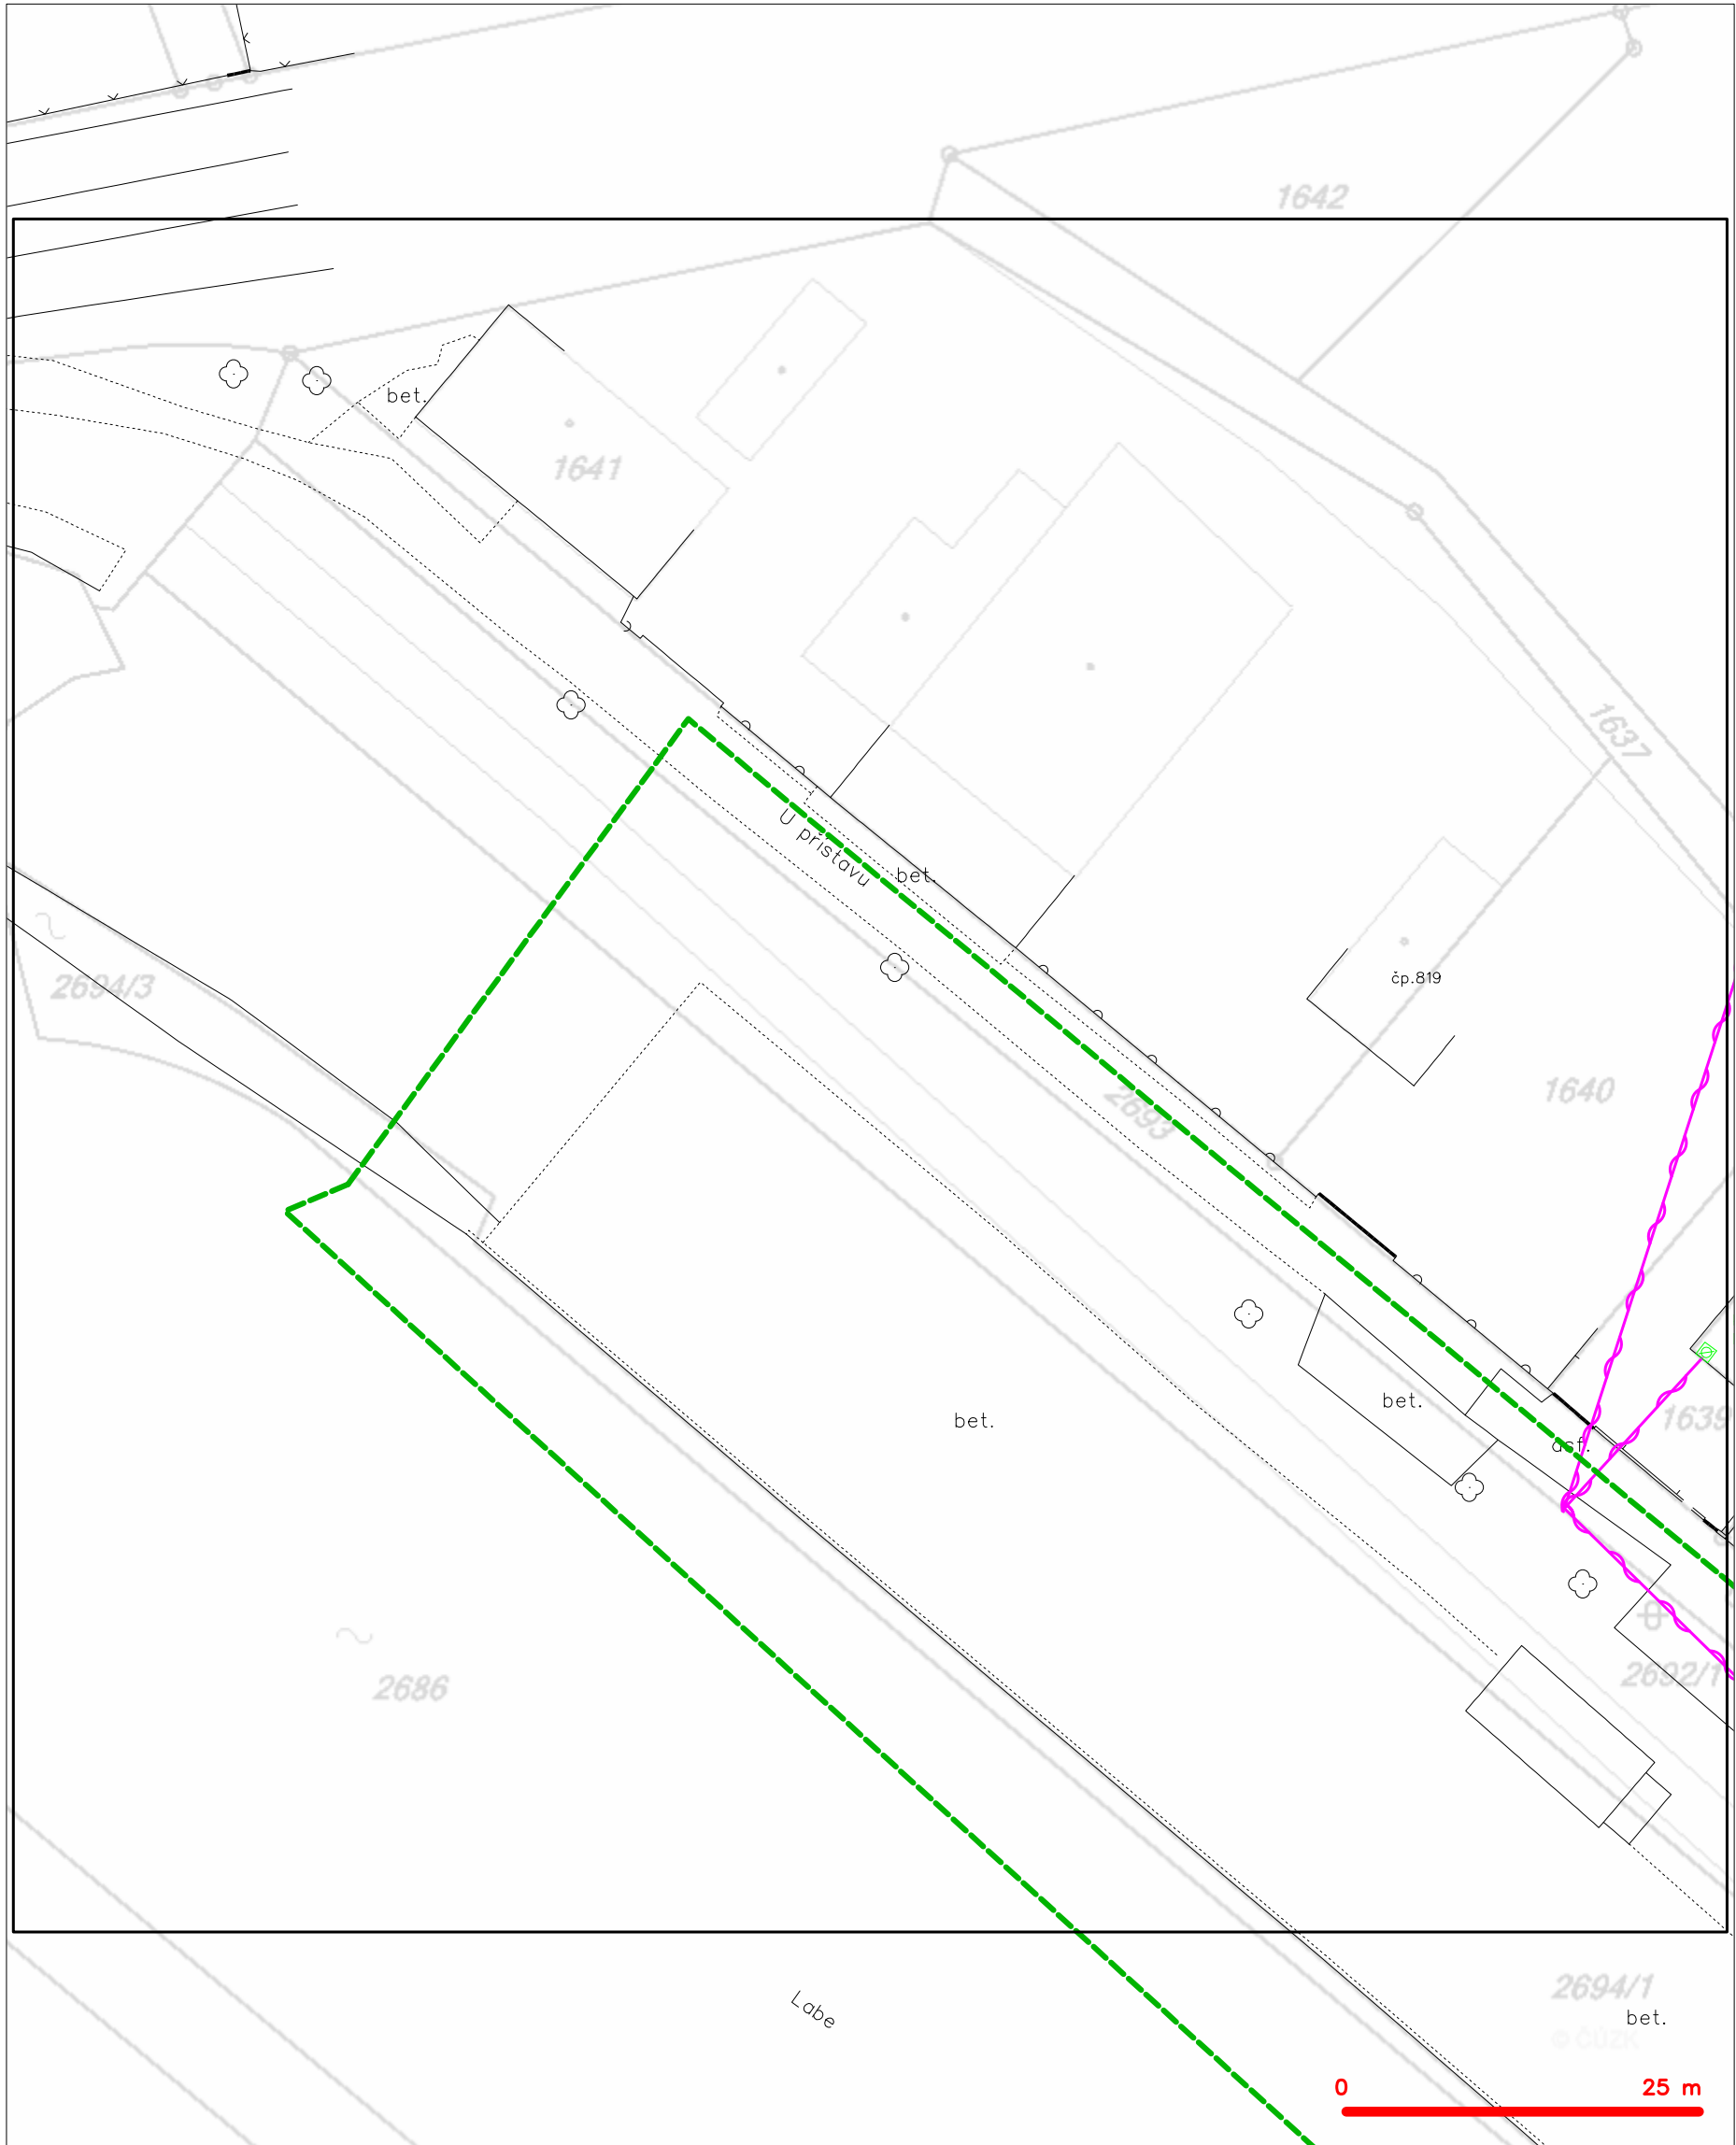 1642
bet.
1641
1637
U přístavu
bet.
čp.819
2694/3
1640
2693
bet.
bet.
1639
asf.
2692/1
2686
2694/1
Labe
bet.
© ČÚZK
0 25 m